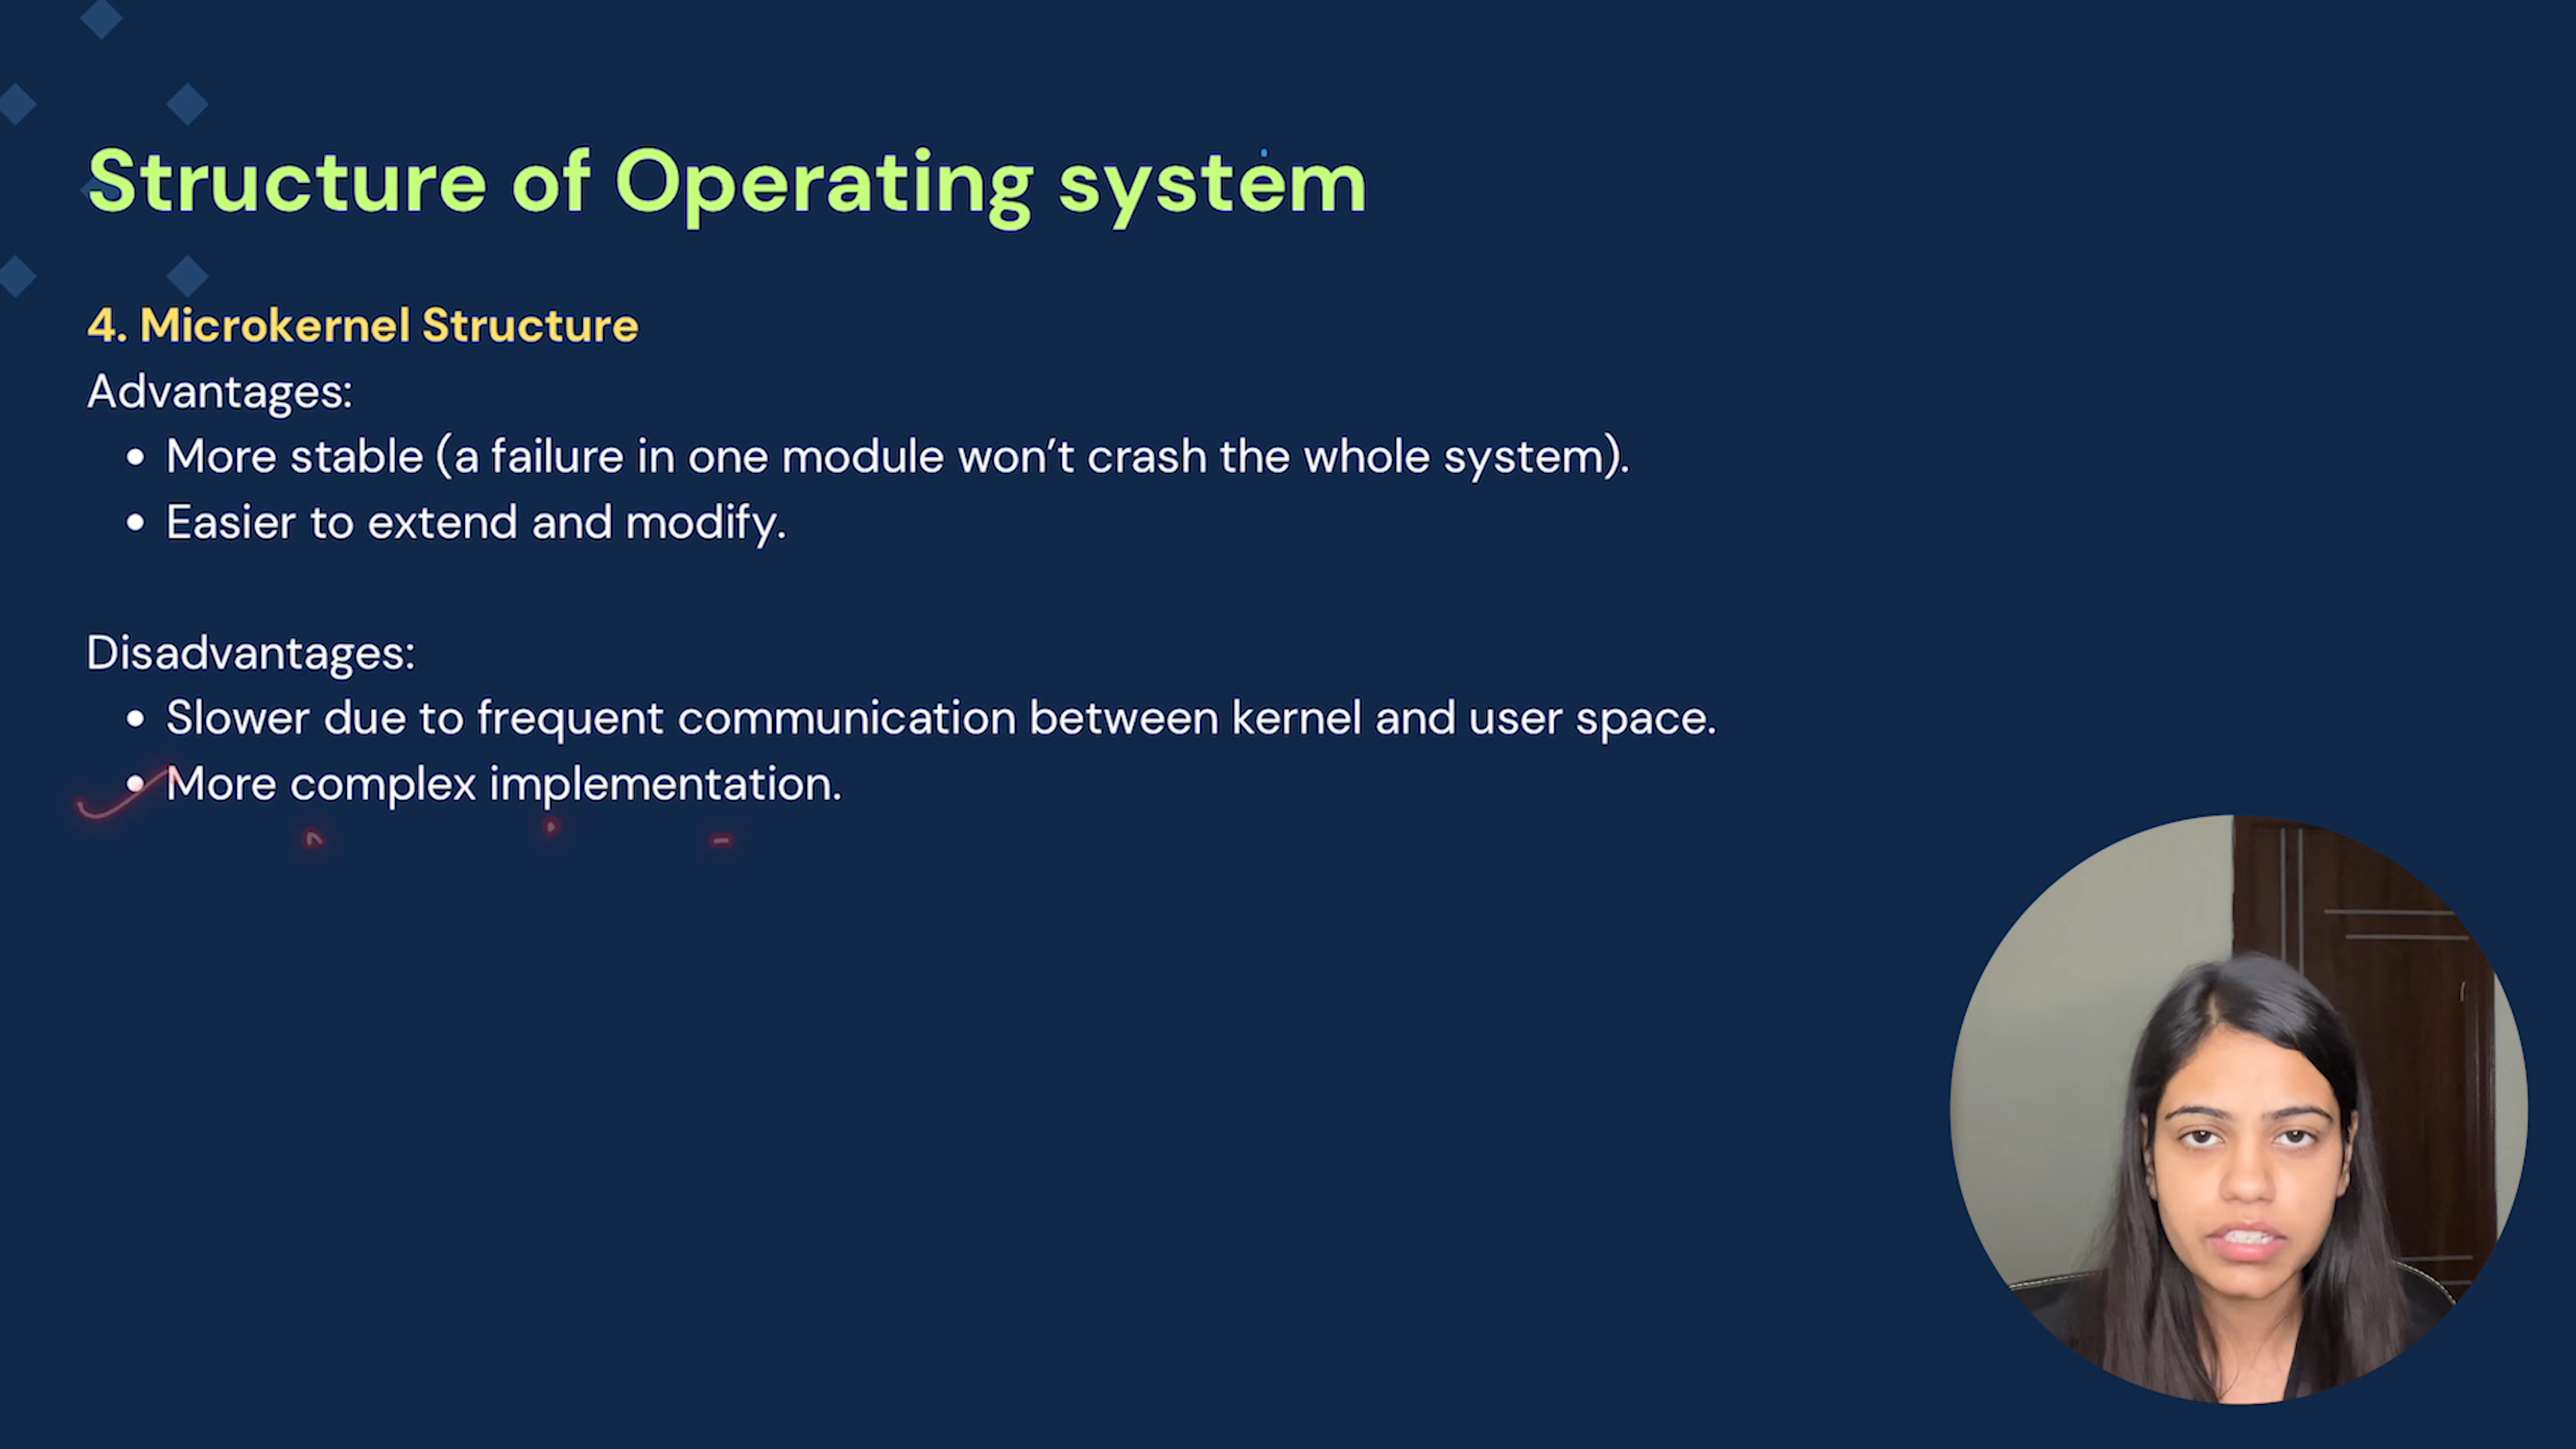 Structure of Operating system
4. Microkernel Structure
Advantages:
• More stable (a failure in one module won’t crash the whole system).
• Easier to extend and modify.
Disadvantages:
• Slower due to frequent communication between kernel and user space.
• More complex implementation.